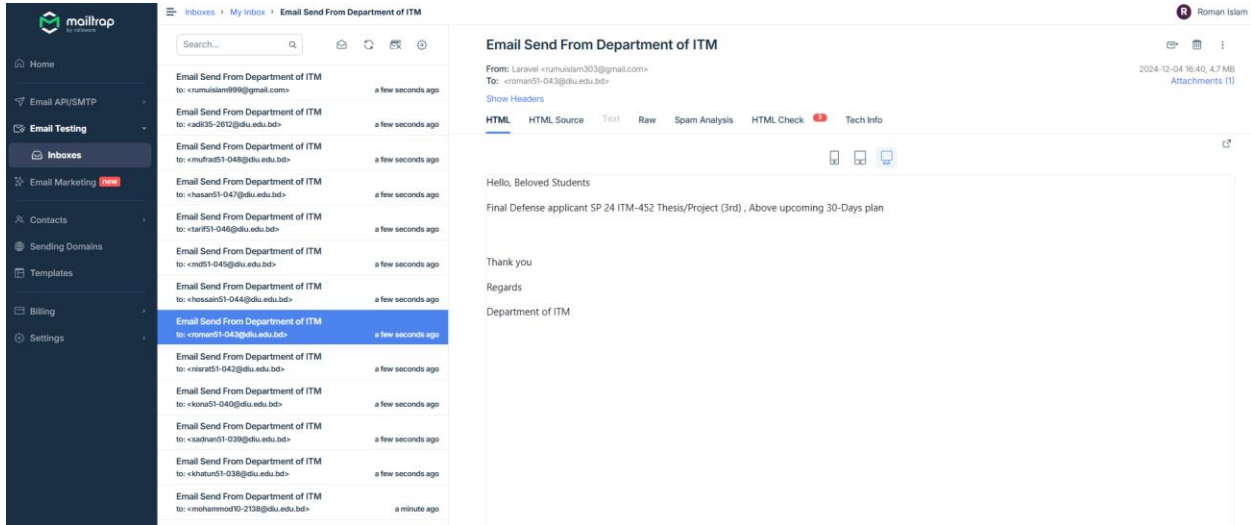 mailtrap
by railsware
Home
Email API/SMTP
Email Testing
Inboxes
Email Marketing new
Contacts
Sending Domains
Templates
Billing
Settings
Inboxes › My Inbox › Email Send From Department of ITM
R Roman Islam
Search...
Email Send From Department of ITM
to: <rumuislam999@gmail.com> a few seconds ago
Email Send From Department of ITM
to: <adil35-2612@diu.edu.bd> a few seconds ago
Email Send From Department of ITM
to: <mufrad51-048@diu.edu.bd> a few seconds ago
Email Send From Department of ITM
to: <hasan51-047@diu.edu.bd> a few seconds ago
Email Send From Department of ITM
to: <tarif51-046@diu.edu.bd> a few seconds ago
Email Send From Department of ITM
to: <md51-045@diu.edu.bd> a few seconds ago
Email Send From Department of ITM
to: <hossain51-044@diu.edu.bd> a few seconds ago
Email Send From Department of ITM
to: <roman51-043@diu.edu.bd> a few seconds ago
Email Send From Department of ITM
to: <nisrat51-042@diu.edu.bd> a few seconds ago
Email Send From Department of ITM
to: <kona51-040@diu.edu.bd> a few seconds ago
Email Send From Department of ITM
to: <sadnan51-039@diu.edu.bd> a few seconds ago
Email Send From Department of ITM
to: <khatun51-038@diu.edu.bd> a few seconds ago
Email Send From Department of ITM
to: <mohammod10-2138@diu.edu.bd> a minute ago
Email Send From Department of ITM
From: Laravel <rumuislam303@gmail.com> 2024-12-04 16:40, 4.7 MB
To: <roman51-043@diu.edu.bd> Attachments (1)
Show Headers
HTML HTML Source Text Raw Spam Analysis HTML Check Tech Info
Hello, Beloved Students
Final Defense applicant SP 24 ITM-452 Thesis/Project (3rd) , Above upcoming 30-Days plan
Thank you
Regards
Department of ITM